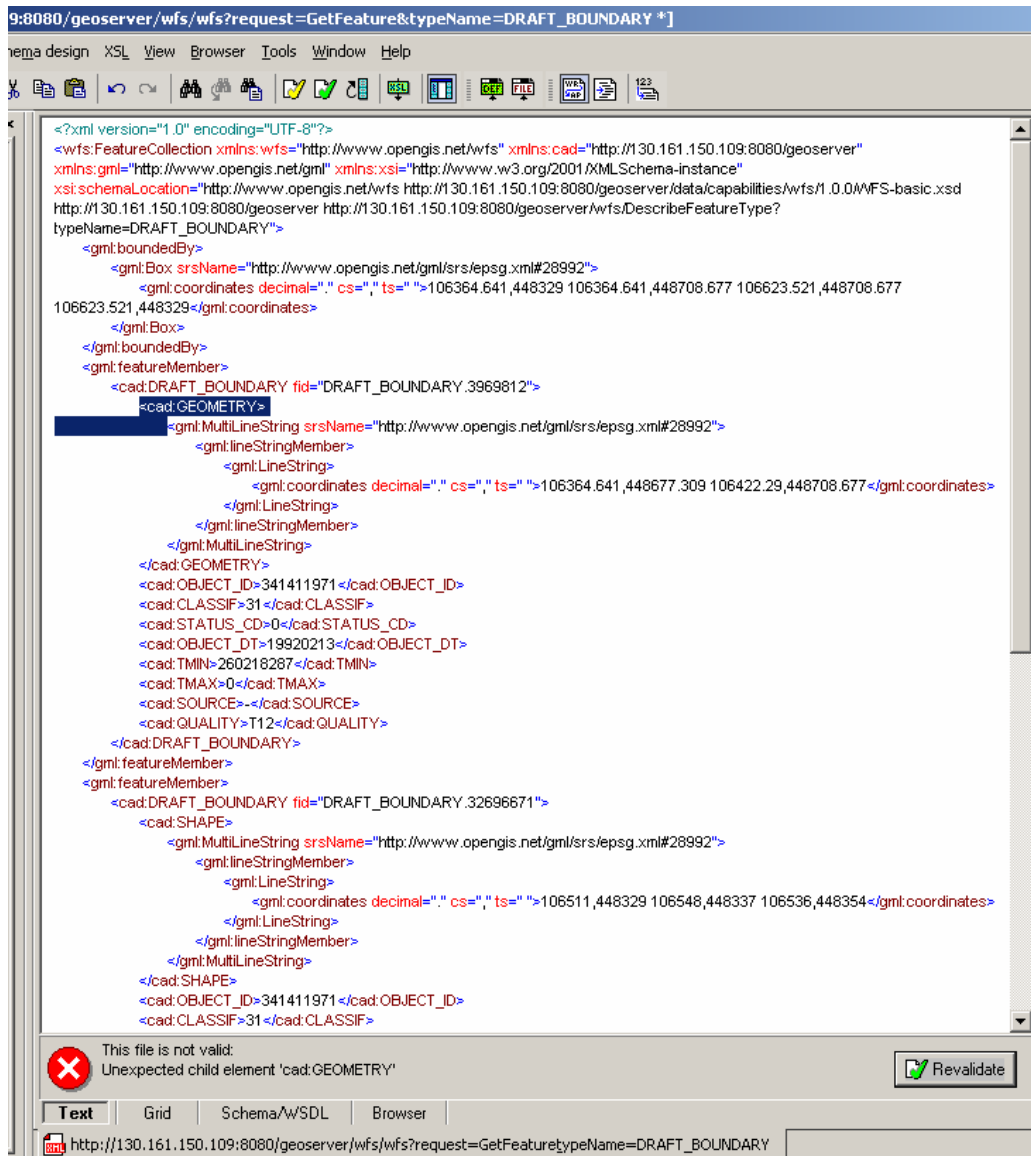 9:8080/geoserver/wfs/wfs?request=GetFeature&typeName=DRAFT_BOUNDARY *]
hema design XSL View Browser Tools Window Help
<?xml version="1.0" encoding="UTF-8"?>
<wfs:FeatureCollection xmlns:wfs="http://www.opengis.net/wfs" xmlns:cad="http://130.161.150.109:8080/geoserver"
xmlns:gml="http://www.opengis.net/gml" xmlns:xsi="http://www.w3.org/2001/XMLSchema-instance"
xsi:schemaLocation="http://www.opengis.net/wfs http://130.161.150.109:8080/geoserver/data/capabilities/wfs/1.0.0/WFS-basic.xsd
http://130.161.150.109:8080/geoserver http://130.161.150.109:8080/geoserver/wfs/DescribeFeatureType?
typeName=DRAFT_BOUNDARY">
<gml:boundedBy>
<gml:Box srsName="http://www.opengis.net/gml/srs/epsg.xml#28992">
<gml:coordinates decimal="." cs="," ts=" ">106364.641,448329 106364.641,448708.677 106623.521,448708.677
106623.521,448329</gml:coordinates>
</gml:Box>
</gml:boundedBy>
<gml:featureMember>
<cad:DRAFT_BOUNDARY fid="DRAFT_BOUNDARY.3969812">
<cad:GEOMETRY>
<gml:MultiLineString srsName="http://www.opengis.net/gml/srs/epsg.xml#28992">
<gml:lineStringMember>
<gml:LineString>
<gml:coordinates decimal="." cs="," ts=" ">106364.641,448677.309 106422.29,448708.677</gml:coordinates>
</gml:LineString>
</gml:lineStringMember>
</gml:MultiLineString>
</cad:GEOMETRY>
<cad:OBJECT_ID>341411971</cad:OBJECT_ID>
<cad:CLASSIF>31</cad:CLASSIF>
<cad:STATUS_CD>0</cad:STATUS_CD>
<cad:OBJECT_DT>19920213</cad:OBJECT_DT>
<cad:TMIN>260218287</cad:TMIN>
<cad:TMAX>0</cad:TMAX>
<cad:SOURCE>-</cad:SOURCE>
<cad:QUALITY>T12</cad:QUALITY>
</cad:DRAFT_BOUNDARY>
</gml:featureMember>
<gml:featureMember>
<cad:DRAFT_BOUNDARY fid="DRAFT_BOUNDARY.32696671">
<cad:SHAPE>
<gml:MultiLineString srsName="http://www.opengis.net/gml/srs/epsg.xml#28992">
<gml:lineStringMember>
<gml:LineString>
<gml:coordinates decimal="." cs="," ts=" ">106511,448329 106548,448337 106536,448354</gml:coordinates>
</gml:LineString>
</gml:lineStringMember>
</gml:MultiLineString>
</cad:SHAPE>
<cad:OBJECT_ID>341411971</cad:OBJECT_ID>
<cad:CLASSIF>31</cad:CLASSIF>
This file is not valid:
Unexpected child element 'cad:GEOMETRY'
Revalidate
Text Grid Schema/WSDL Browser
http://130.161.150.109:8080/geoserver/wfs/wfs?request=GetFeaturetypeName=DRAFT_BOUNDARY